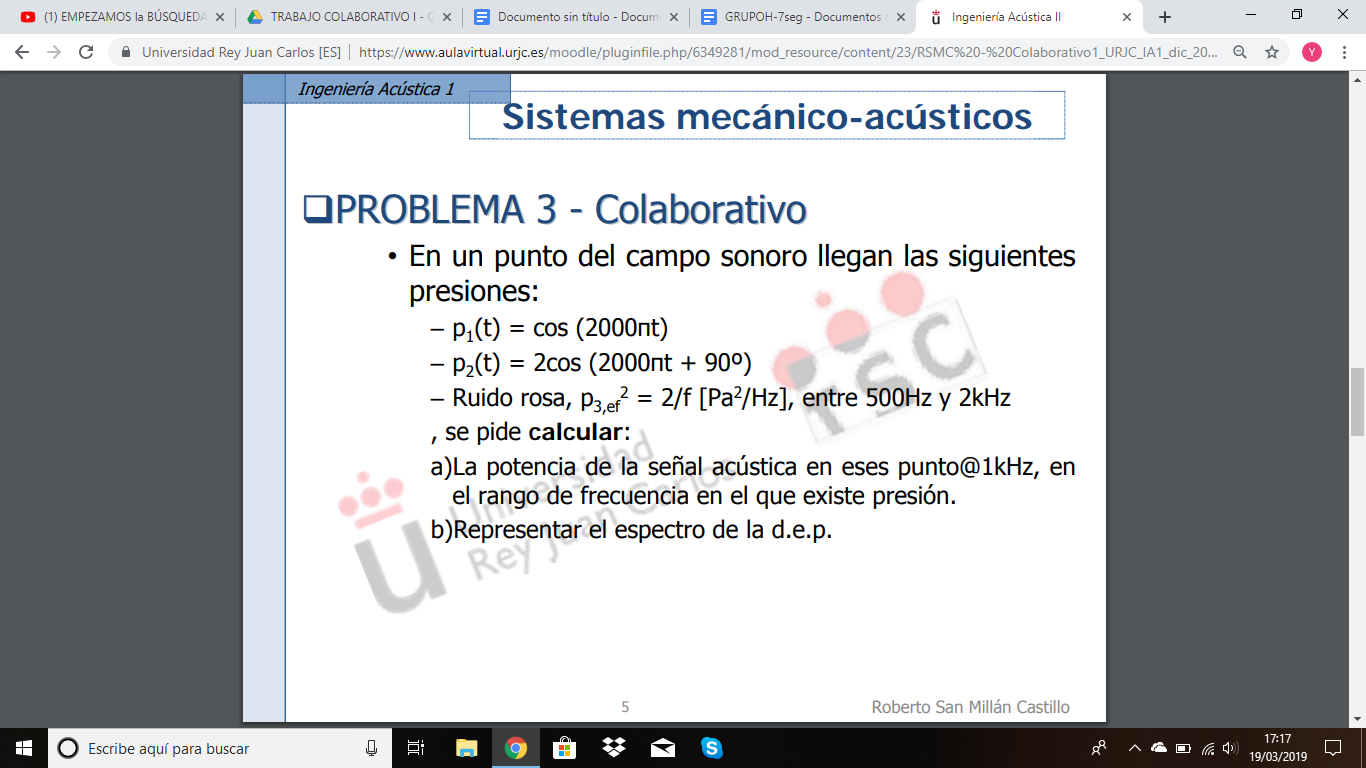 (1) EMPEZAMOS la BÚSQUEDA
TRABAJO COLABORATIVO I - G
Documento sin título - Docum
GRUPOH-7seg - Documentos
Ingeniería Acústica II
Universidad Rey Juan Carlos [ES]
https://www.aulavirtual.urjc.es/moodle/pluginfile.php/6349281/mod_resource/content/23/RSMC%20-%20Colaborativo1_URJC_IA1_dic_20...
Y
Ingeniería Acústica 1
Sistemas mecánico-acústicos
❑PROBLEMA 3 - Colaborativo
• En un punto del campo sonoro llegan las siguientes
presiones:
– p₁(t) = cos (2000πt)
– p₂(t) = 2cos (2000πt + 90º)
– Ruido rosa, p₃,ef² = 2/f [Pa²/Hz], entre 500Hz y 2kHz
, se pide calcular:
a)La potencia de la señal acústica en eses punto@1kHz, en
el rango de frecuencia en el que existe presión.
b)Representar el espectro de la d.e.p.
isc
u
Universidad
Rey Juan Carlos
5
Roberto San Millán Castillo
Escribe aquí para buscar
17:17
19/03/2019